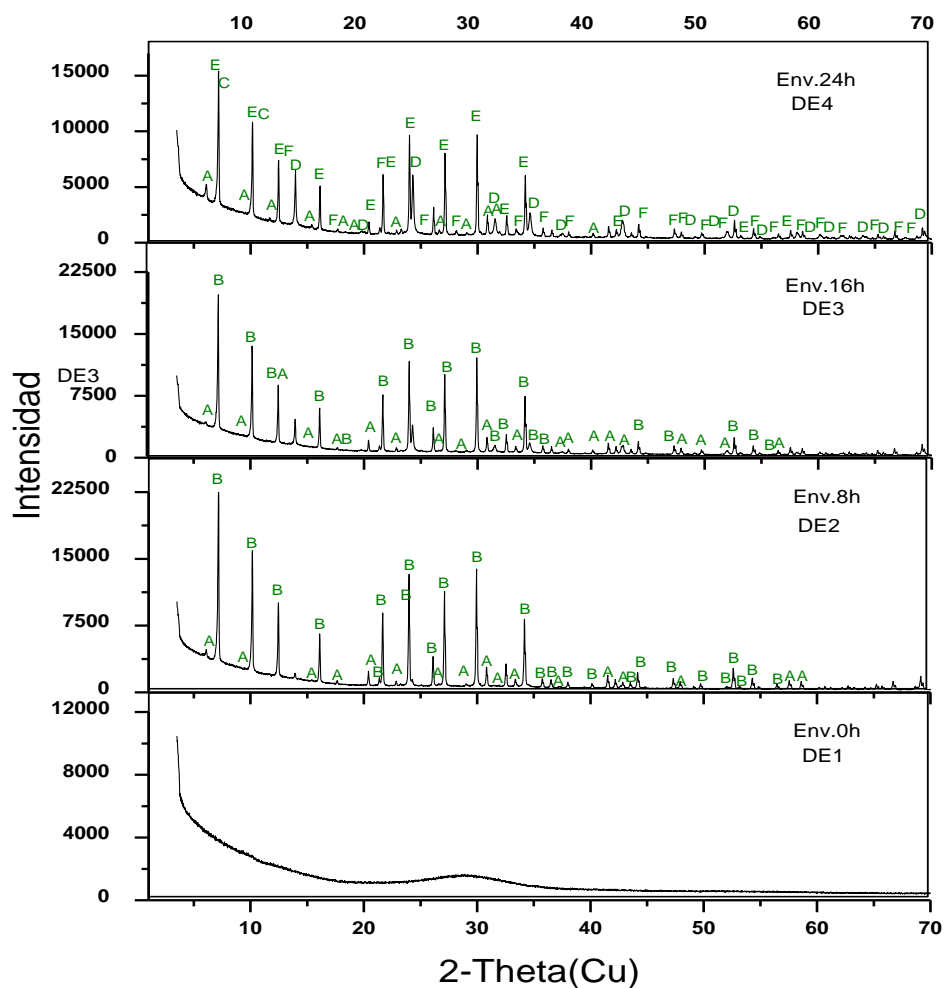 10 20 30 40 50 60 70
Env.24h
DE4
15000
10000
5000
0
E
C
A
E C
A
E F
D
A
A
E
F
A
A
D
E
F E
A
E
D
F
A
E
F
A
E
A
D
A
E
F
E
D
F
D
F
A
F
D
F
F
F
D
D
F
D
E
F
D
E
F
D
F
D
F
D
F
D
F
F
D
Env.16h
DE3
22500
15000
7500
0
DE3
B
A
B
A
B A
A
B
A
B
A
B
A
B
B
A
A
B
A
B
B
A
B
B
B
A
A
A
A
A
B
B
A
A
B
A
B
B
A
Env.8h
DE2
22500
15000
7500
0
B
A
B
A
B
A
B
A
A
B
B
A
B
B
B
A
B
A
B
A
A
A
B
B
B
A
B
B
A
A
B
B
B
A
B
B
B
B
B
B
A
A
Env.0h
DE1
12000
8000
4000
0
10 20 30 40 50 60 70
Intensidad
2-Theta(Cu)